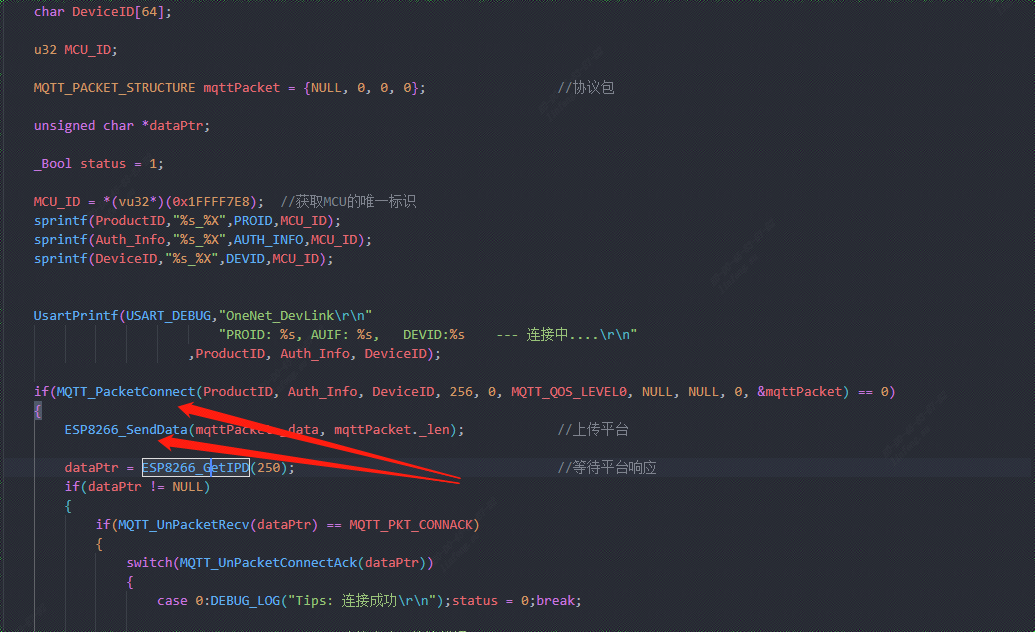 char DeviceID[64];
u32 MCU_ID;
MQTT_PACKET_STRUCTURE mqttPacket = {NULL, 0, 0, 0}; //协议包
unsigned char *dataPtr;
_Bool status = 1;
MCU_ID = *(vu32*)(0x1FFFF7E8); //获取MCU的唯一标识
sprintf(ProductID,"%s_%X",PROID,MCU_ID);
sprintf(Auth_Info,"%s_%X",AUTH_INFO,MCU_ID);
sprintf(DeviceID,"%s_%X",DEVID,MCU_ID);
UsartPrintf(USART_DEBUG,"OneNet_DevLink\r\n"
"PROID: %s, AUIF: %s, DEVID:%s --- 连接中....\r\n"
,ProductID, Auth_Info, DeviceID);
if(MQTT_PacketConnect(ProductID, Auth_Info, DeviceID, 256, 0, MQTT_QOS_LEVEL0, NULL, NULL, 0, &mqttPacket) == 0)
{
ESP8266_SendData(mqttPacket._data, mqttPacket._len); //上传平台
dataPtr = ESP8266_GetIPD(250); //等待平台响应
if(dataPtr != NULL)
{
if(MQTT_UnPacketRecv(dataPtr) == MQTT_PKT_CONNACK)
{
switch(MQTT_UnPacketConnectAck(dataPtr))
{
case 0:DEBUG_LOG("Tips: 连接成功\r\n");status = 0;break;